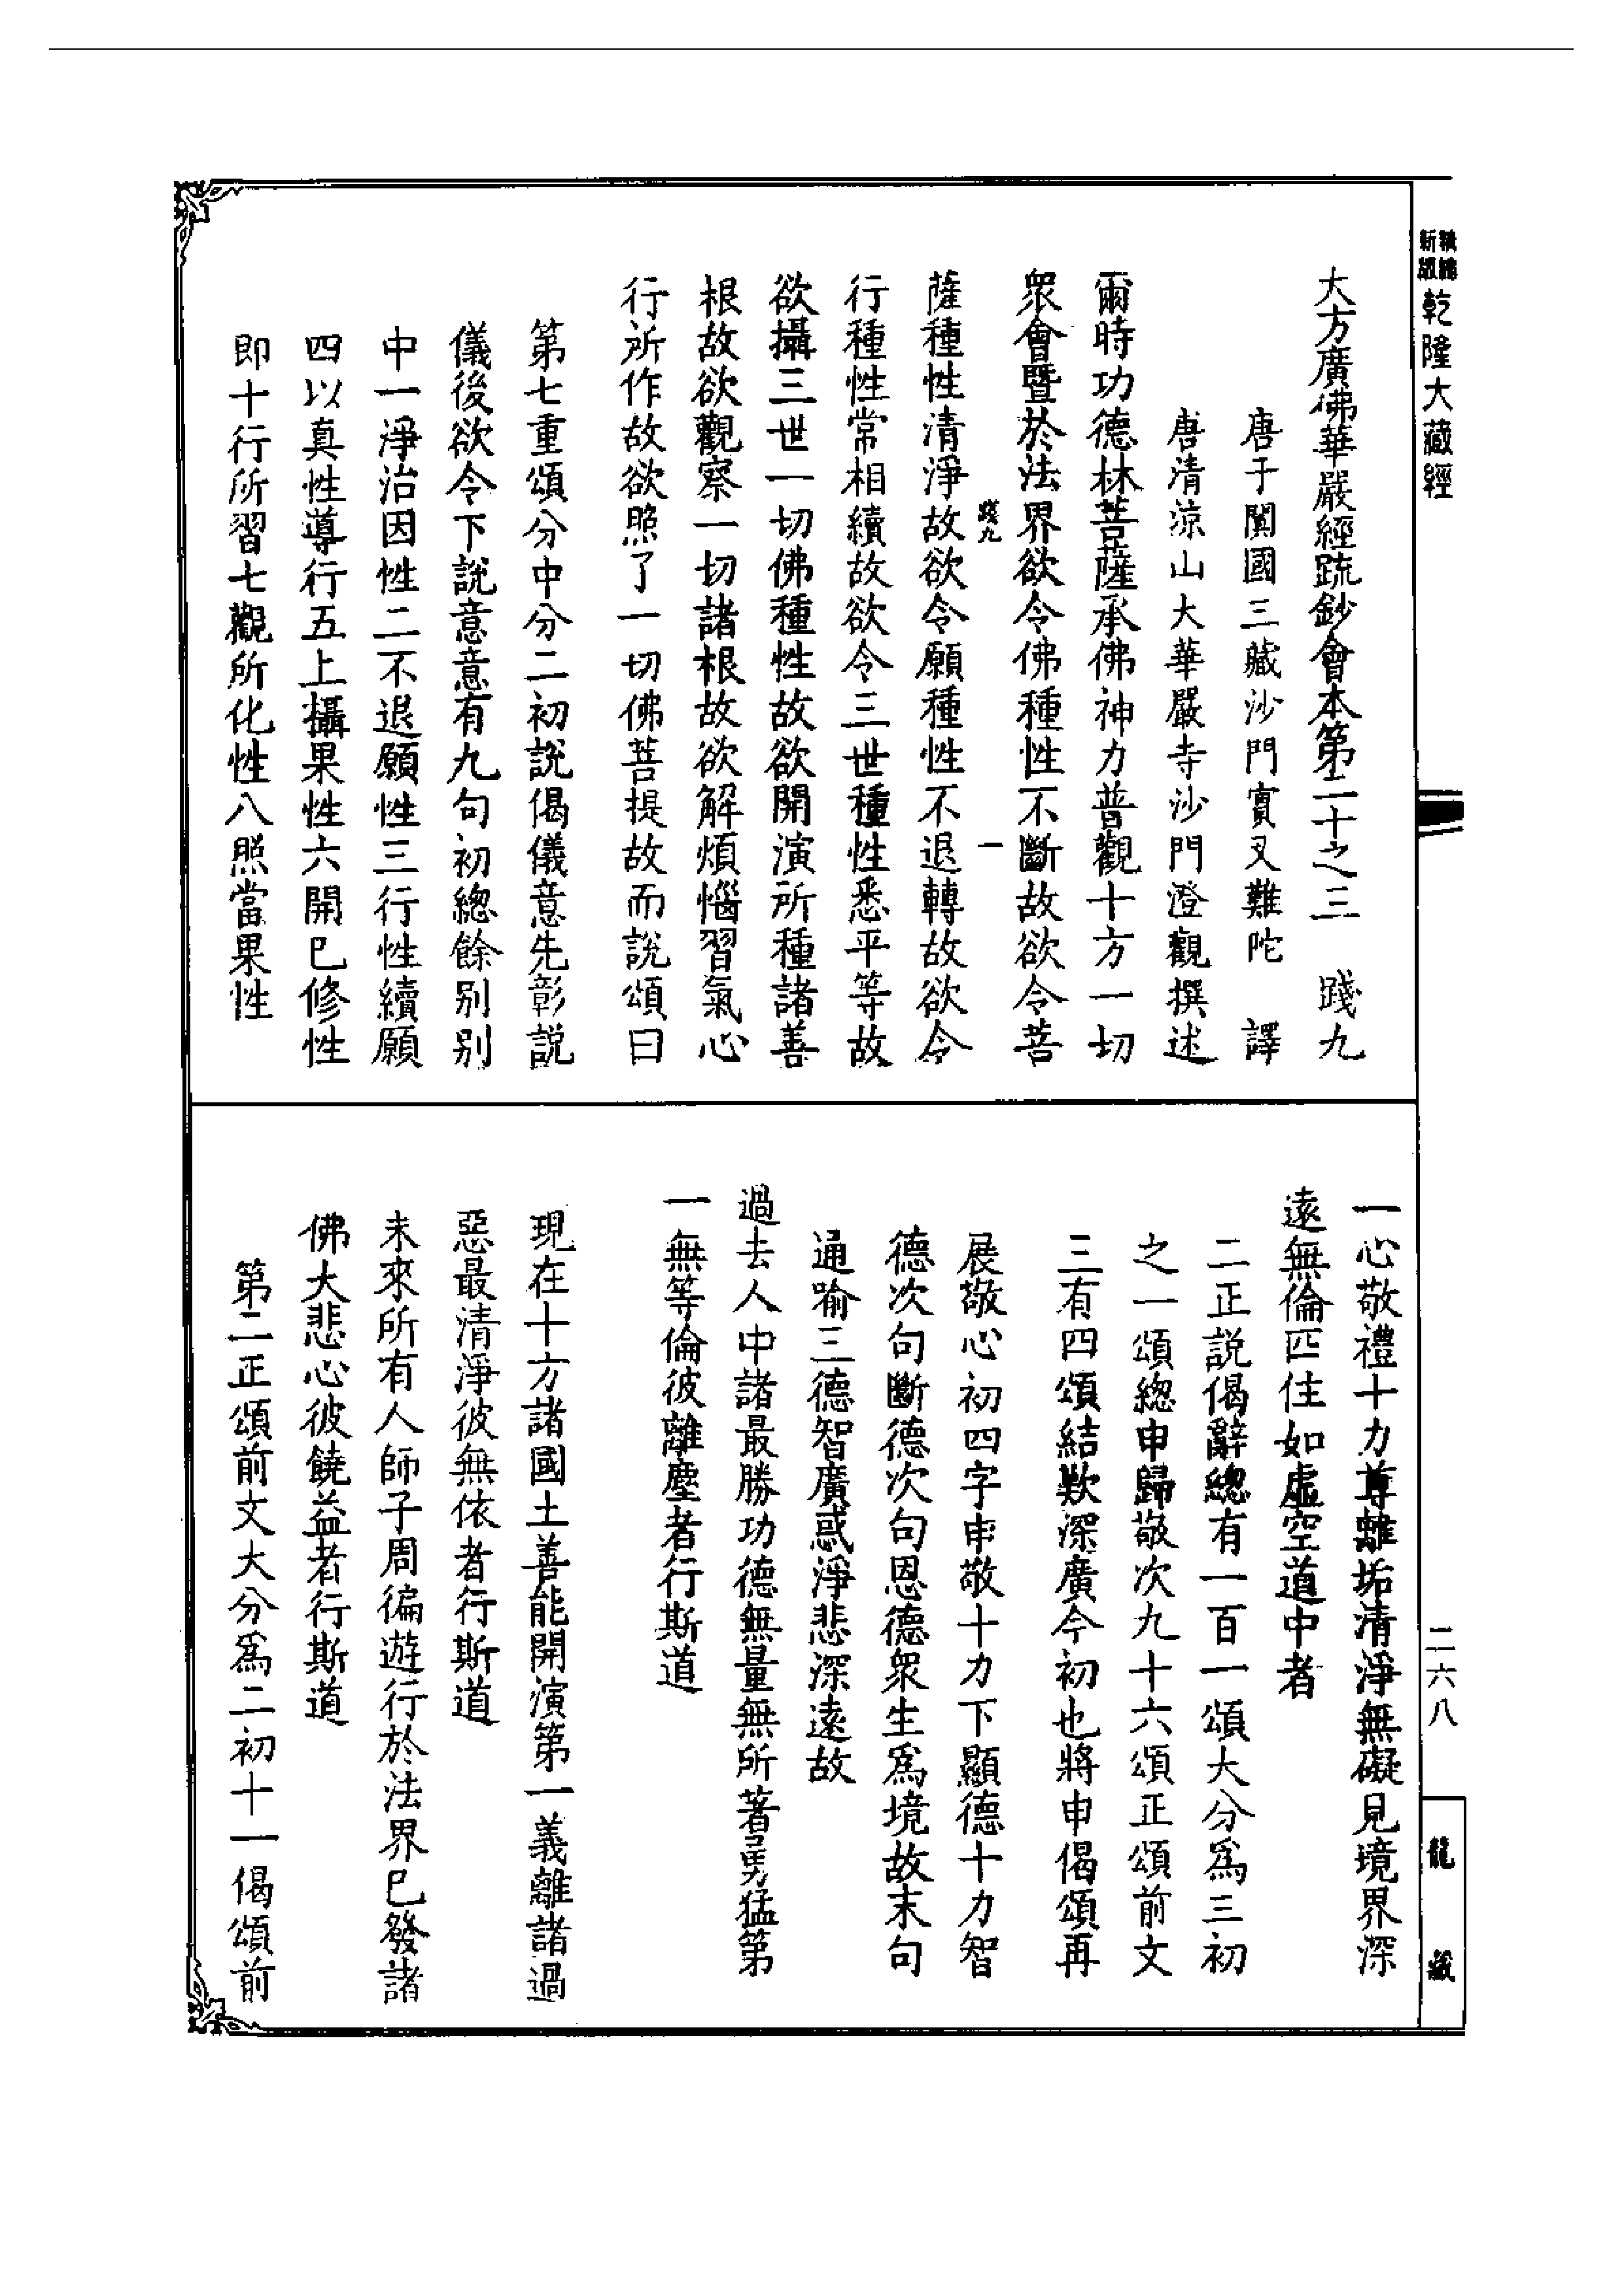 新版精縮
乾隆大藏經
大方廣佛華嚴經疏鈔會本第二十之三　踐九
唐于闐國三藏沙門實叉難陀　譯
唐清涼山大華嚴寺沙門澄觀撰述
爾時功德林菩薩承佛神力普觀十方一切
眾會暨於法界欲令佛種性不斷故欲令菩
踐九　一
薩種性清淨故欲令願種性不退轉故欲令
行種性常相續故欲令三世種性悉平等故
欲攝三世一切佛種性故欲開演所種諸善
根故欲觀察一切諸根故欲解煩惱習氣心
行所作故欲照了一切佛菩提故而說頌曰
第七重頌分中分二初說偈儀意先彰說
儀後欲令下說意意有九句初總餘別別
中一淨治因性二不退願性三行性續願
四以真性導行五上攝果性六開巳修性
即十行所習七觀所化性八照當果性
一心敬禮十力尊離垢清淨無礙見境界深
遠無倫匹住如虛空道中者
二正説偈辭總有一百一頌大分為三初
之一頌總申歸敬次九十六頌正頌前文
三有四頌結歎深廣今初也將申偈頌再
展敬心初四字申敬十力下顯德十力智
德次句斷德次句恩德眾生為境故末句
通喻三德智廣惑淨悲深遠故
過去人中諸最勝功德無量無所著勇猛第
一無等倫彼離塵者行斯道
現在十方諸國土善能開演第一義離諸過
惡最清淨彼無依者行斯道
未來所有人師子周徧遊行於法界巳發諸
佛大悲心彼饒益者行斯道
第二正頌前文大分為二初十一偈頌前
二六八
龍藏